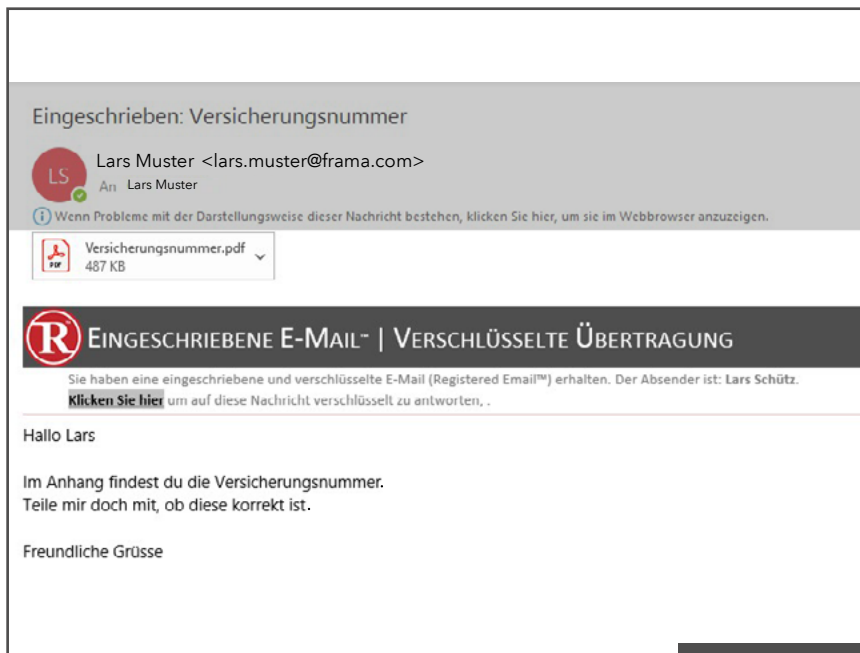 Eingeschrieben: Versicherungsnummer
LS
Lars Muster <lars.muster@frama.com>
An Lars Muster
i Wenn Probleme mit der Darstellungsweise dieser Nachricht bestehen, klicken Sie hier, um sie im Webbrowser anzuzeigen.
PDF
Versicherungsnummer.pdf
487 KB
R EINGESCHRIEBENE E-MAIL™ | VERSCHLÜSSELTE ÜBERTRAGUNG
Sie haben eine eingeschriebene und verschlüsselte E-Mail (Registered Email™) erhalten. Der Absender ist: Lars Schütz.
Klicken Sie hier um auf diese Nachricht verschlüsselt zu antworten, .
Hallo Lars
Im Anhang findest du die Versicherungsnummer.
Teile mir doch mit, ob diese korrekt ist.
Freundliche Grüsse